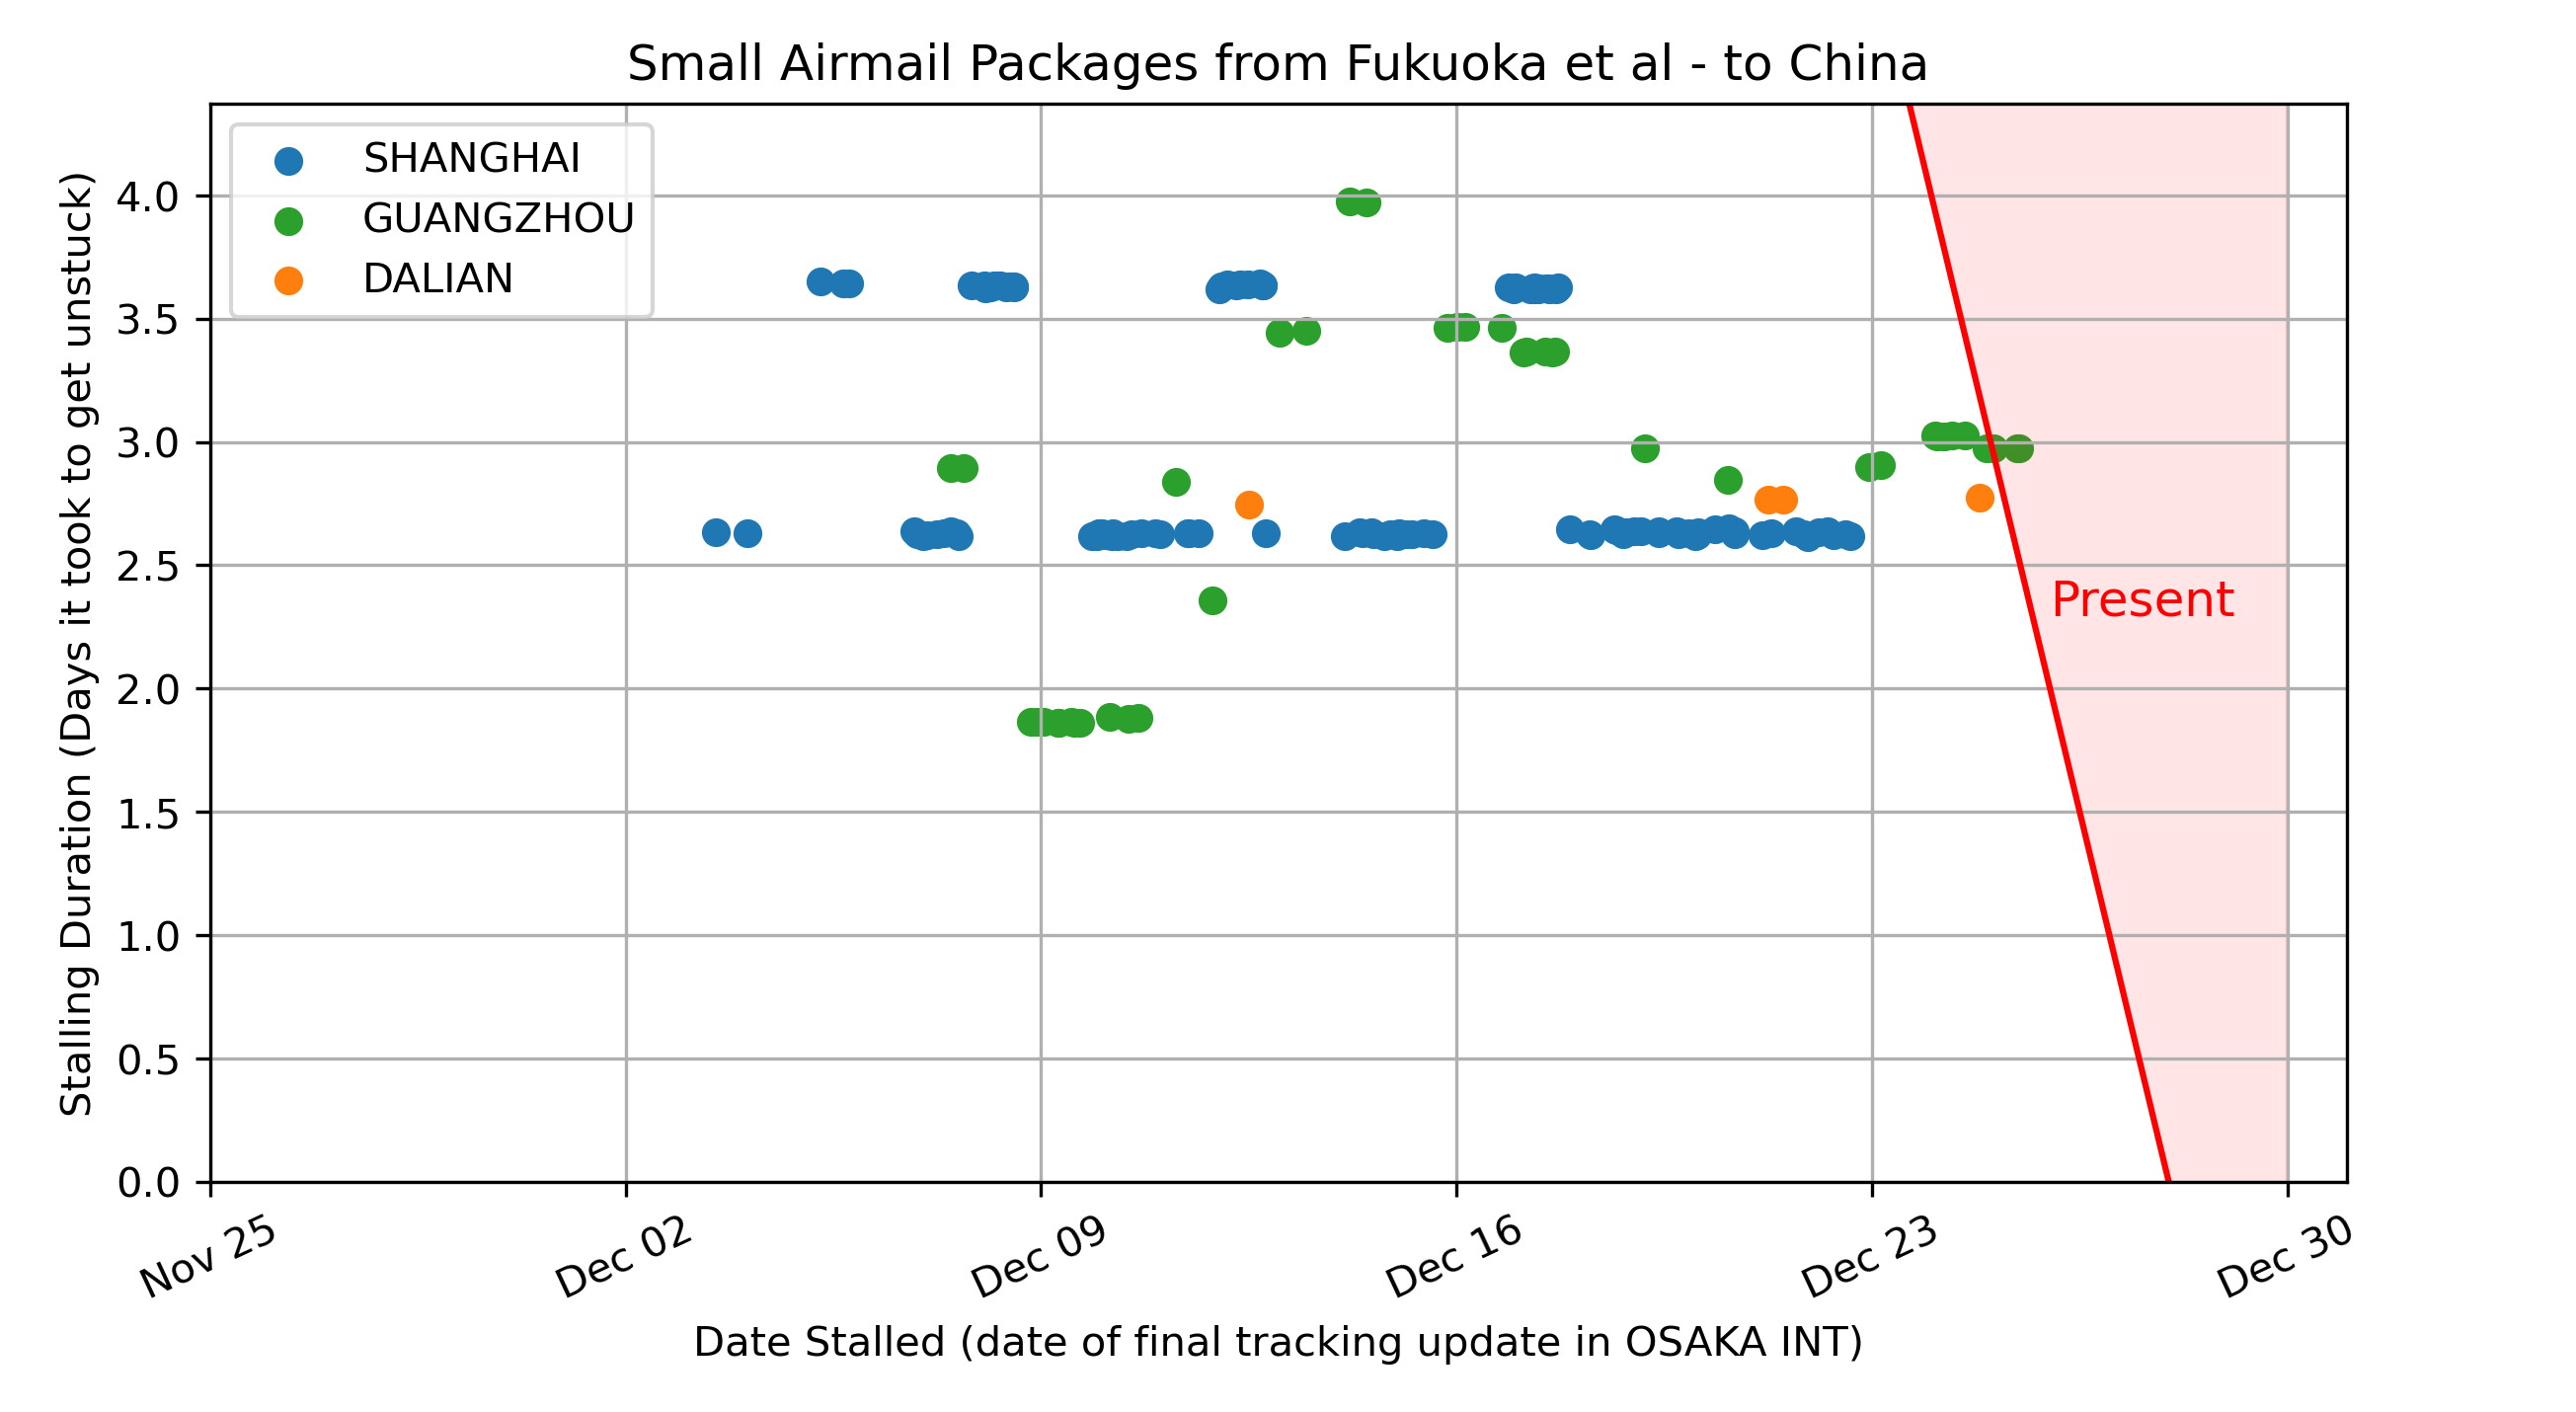 Small Airmail Packages from Fukuoka et al - to China
SHANGHAI
GUANGZHOU
DALIAN
Stalling Duration (Days it took to get unstuck)
4.0
3.5
3.0
2.5
2.0
1.5
1.0
0.5
0.0
Present
Nov 25
Dec 02
Dec 09
Dec 16
Dec 23
Dec 30
Date Stalled (date of final tracking update in OSAKA INT)